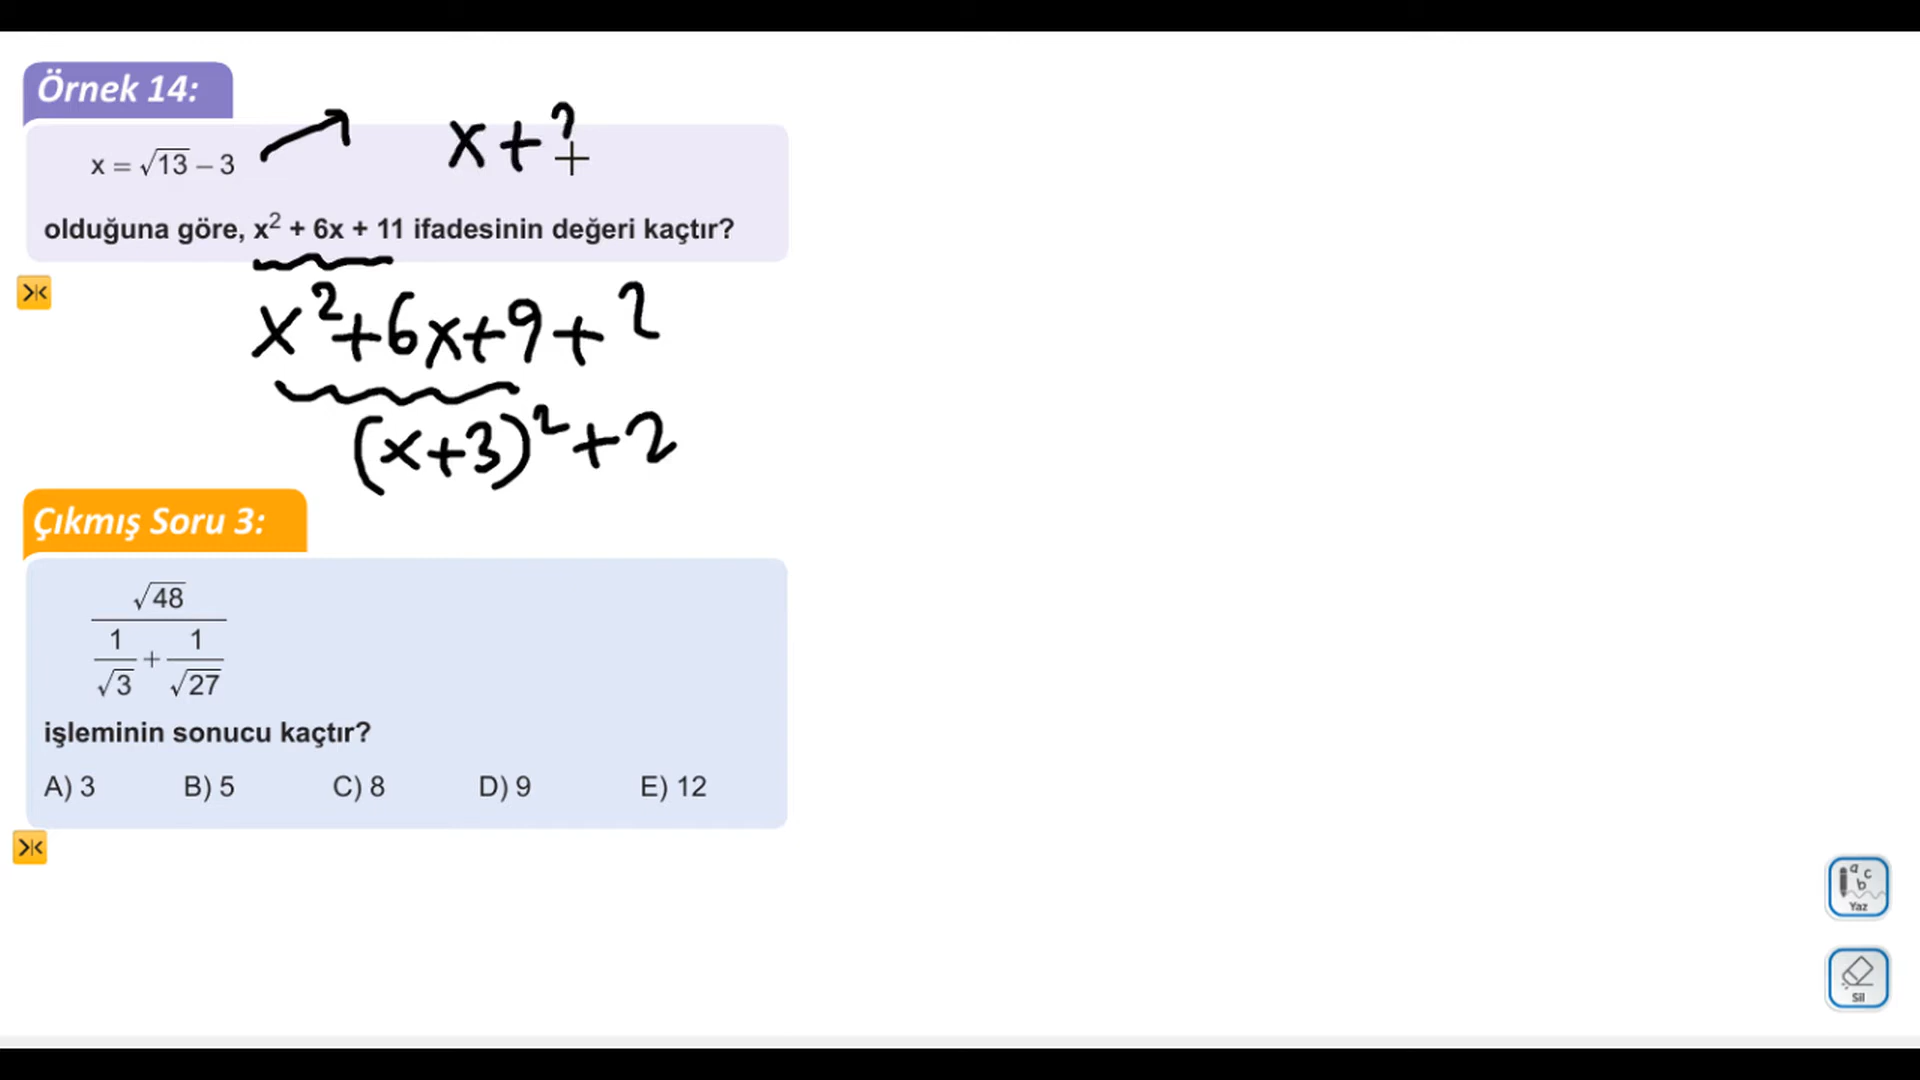 Örnek 14:
x = √13 – 3
x + ?
olduğuna göre, x² + 6x + 11 ifadesinin değeri kaçtır?
x² + 6x + 9 + 2
(x + 3)² + 2
Çıkmış Soru 3:
√48
1/√3 + 1/√27
işleminin sonucu kaçtır?
A) 3 B) 5 C) 8 D) 9 E) 12
a c b
Yaz
Sil